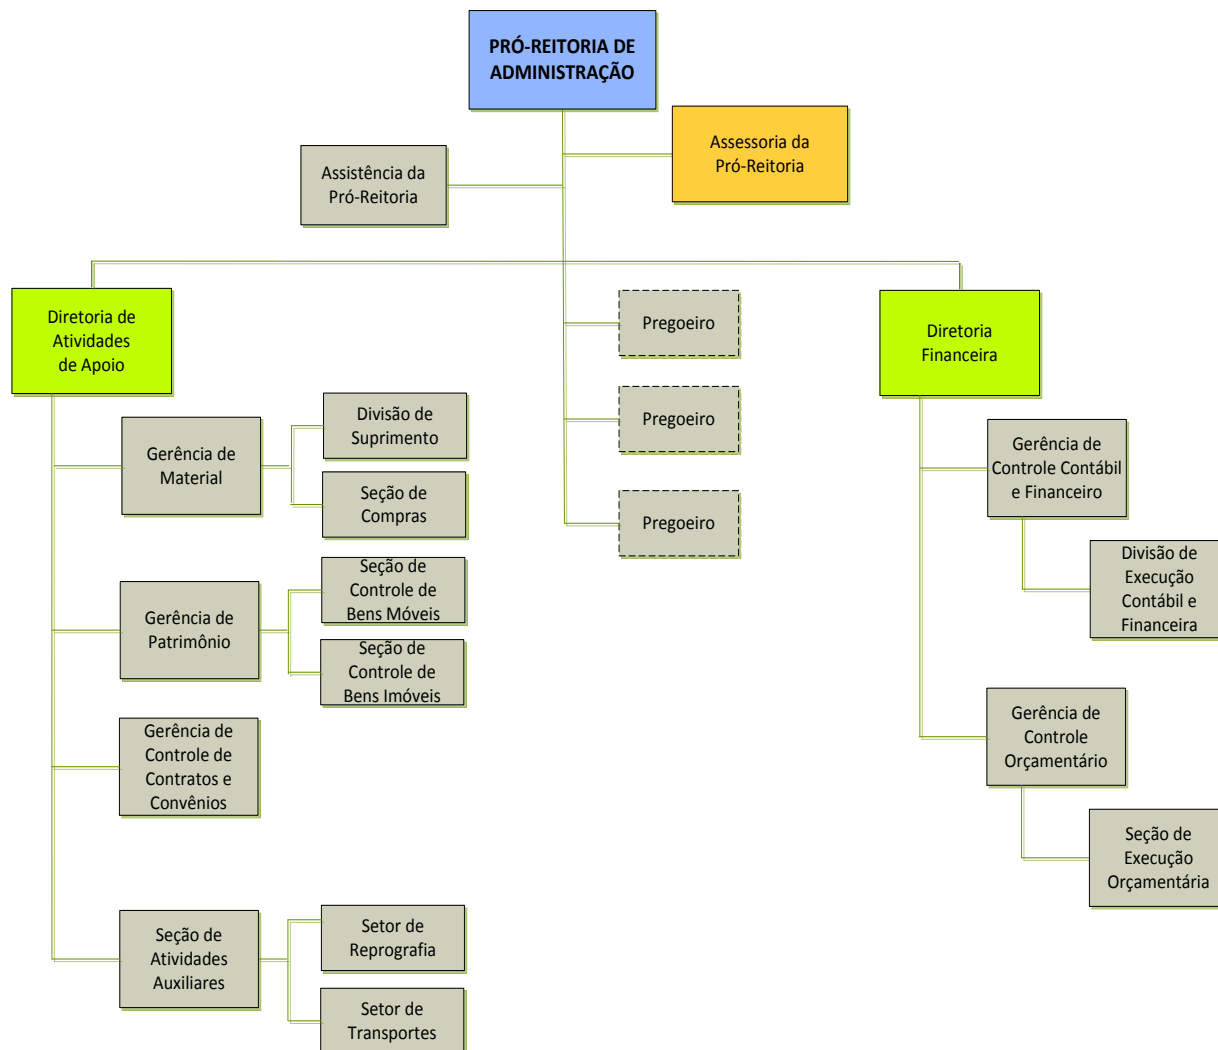 PRÓ-REITORIA DE
ADMINISTRAÇÃO
Assessoria da
Pró-Reitoria
Assistência da
Pró-Reitoria
Diretoria de
Atividades
de Apoio
Pregoeiro
Diretoria
Financeira
Pregoeiro
Pregoeiro
Gerência de
Material
Divisão de
Suprimento
Seção de
Compras
Gerência de
Patrimônio
Seção de
Controle de
Bens Móveis
Seção de
Controle de
Bens Imóveis
Gerência de
Controle de
Contratos e
Convênios
Seção de
Atividades
Auxiliares
Setor de
Reprografia
Setor de
Transportes
Gerência de
Controle Contábil
e Financeiro
Divisão de
Execução
Contábil e
Financeira
Gerência de
Controle
Orçamentário
Seção de
Execução
Orçamentária